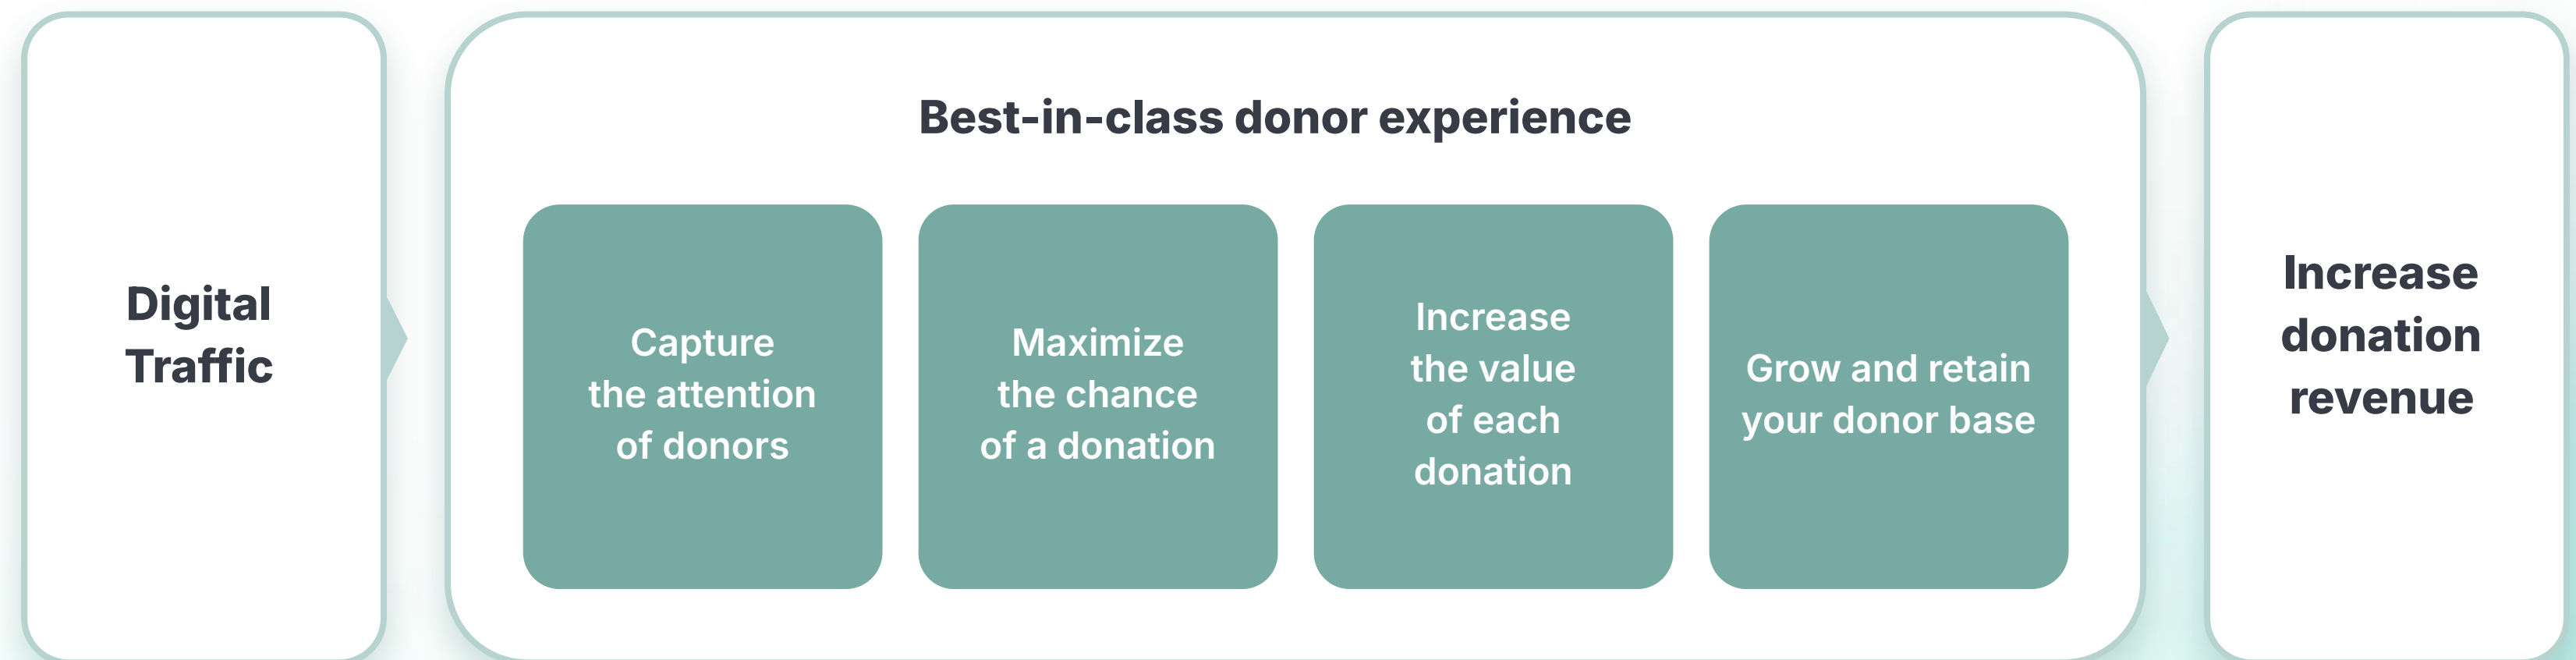 Digital
Traffic
Best-in-class donor experience
Capture
the attention
of donors
Maximize
the chance
of a donation
Increase
the value
of each
donation
Grow and retain
your donor base
Increase
donation
revenue